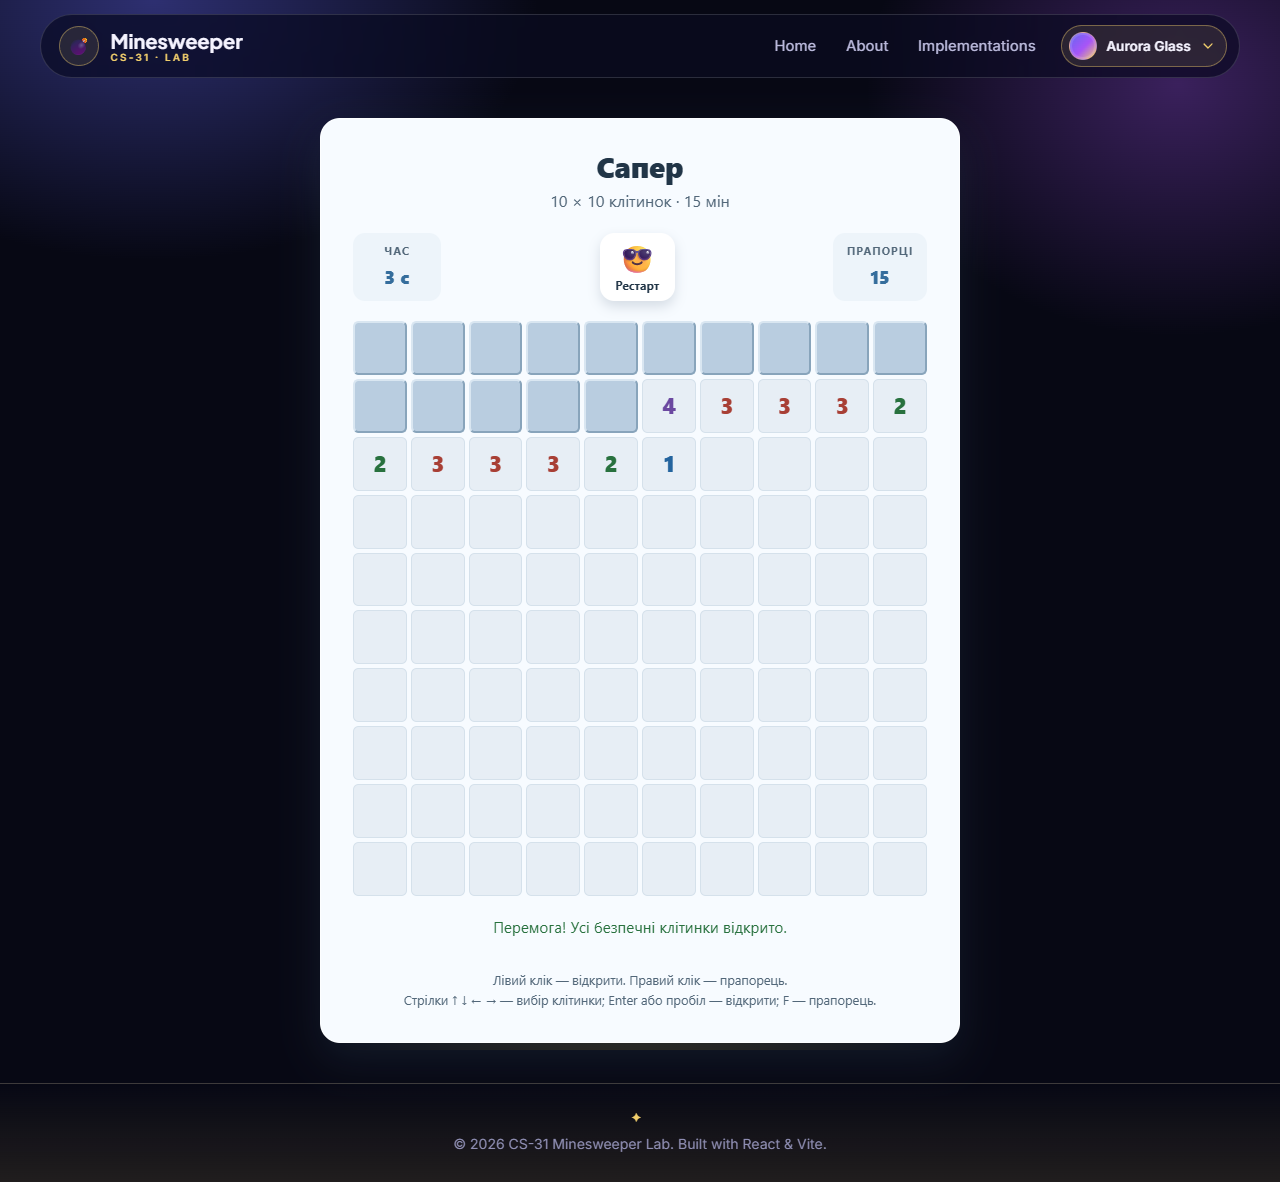 Minesweeper
CS-31 · LAB
Home About Implementations Aurora Glass
Сапер
10 × 10 клітинок · 15 мін
ЧАС
3 с
Рестарт
ПРАПОРЦІ
15
4 3 3 3 2
2 3 3 3 2 1
Перемога! Усі безпечні клітинки відкрито.
Лівий клік — відкрити. Правий клік — прапорець.
Стрілки ↑ ↓ ← → — вибір клітинки; Enter або пробіл — відкрити; F — прапорець.
© 2026 CS-31 Minesweeper Lab. Built with React & Vite.